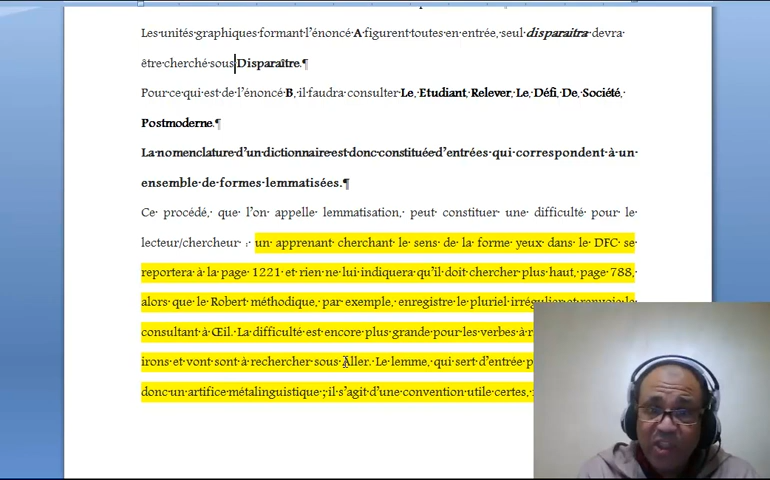 Les unités graphiques formant l'énoncé A figurent toutes en entrée, seul disparaitra devra
être cherché sous Disparaître.¶
Pour ce qui est de l'énoncé B, il faudra consulter Le, Etudiant, Relever, Le, Défi, De, Société,
Postmoderne.¶
La nomenclature d'un dictionnaire est donc constituée d'entrées qui correspondent à un
ensemble de formes lemmatisées.¶
Ce procédé, que l'on appelle lemmatisation, peut constituer une difficulté pour le
lecteur/chercheur : un apprenant cherchant le sens de la forme yeux dans le DFC se
reportera à la page 1221 et rien ne lui indiquera qu'il doit chercher plus haut, page 788,
alors que le Robert méthodique, par exemple, enregistre le pluriel irrégulier et renvoie le
consultant à Œil. La difficulté est encore plus grande pour les verbes à
irons et vont sont à rechercher sous Aller. Le lemme, qui sert d'entrée
donc un artifice métalinguistique ; il s'agit d'une convention utile certes,